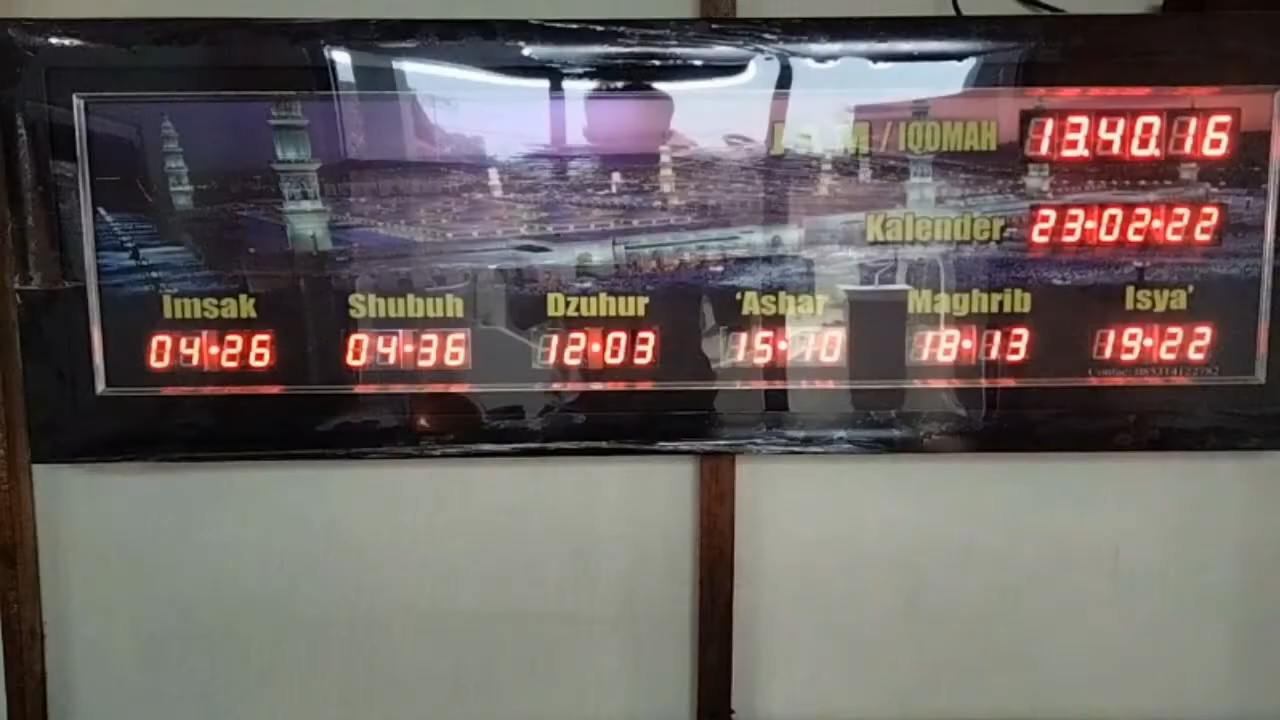 JAM / IQOMAH 13.40.16
Kalender 23•02•22
Imsak Shubuh Dzuhur 'Ashar Maghrib Isya'
04•26 04•36 12•03 15•10 18•13 19•22